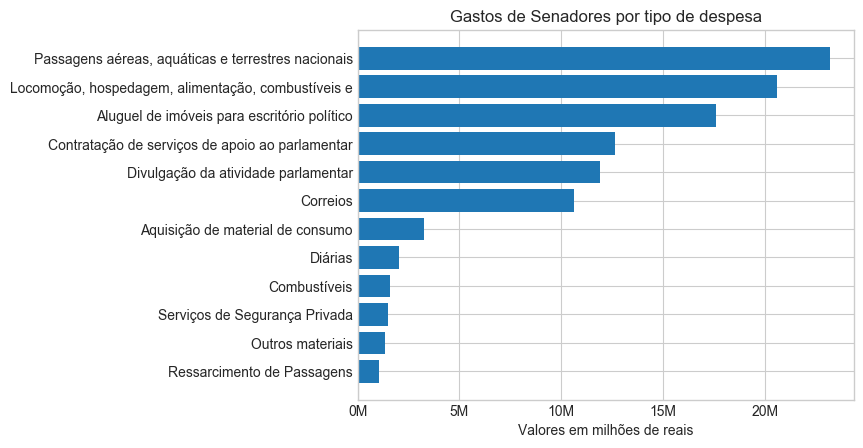 Gastos de Senadores por tipo de despesa
Passagens aéreas, aquáticas e terrestres nacionais
Locomoção, hospedagem, alimentação, combustíveis e
Aluguel de imóveis para escritório político
Contratação de serviços de apoio ao parlamentar
Divulgação da atividade parlamentar
Correios
Aquisição de material de consumo
Diárias
Combustíveis
Serviços de Segurança Privada
Outros materiais
Ressarcimento de Passagens
0M 5M 10M 15M 20M
Valores em milhões de reais